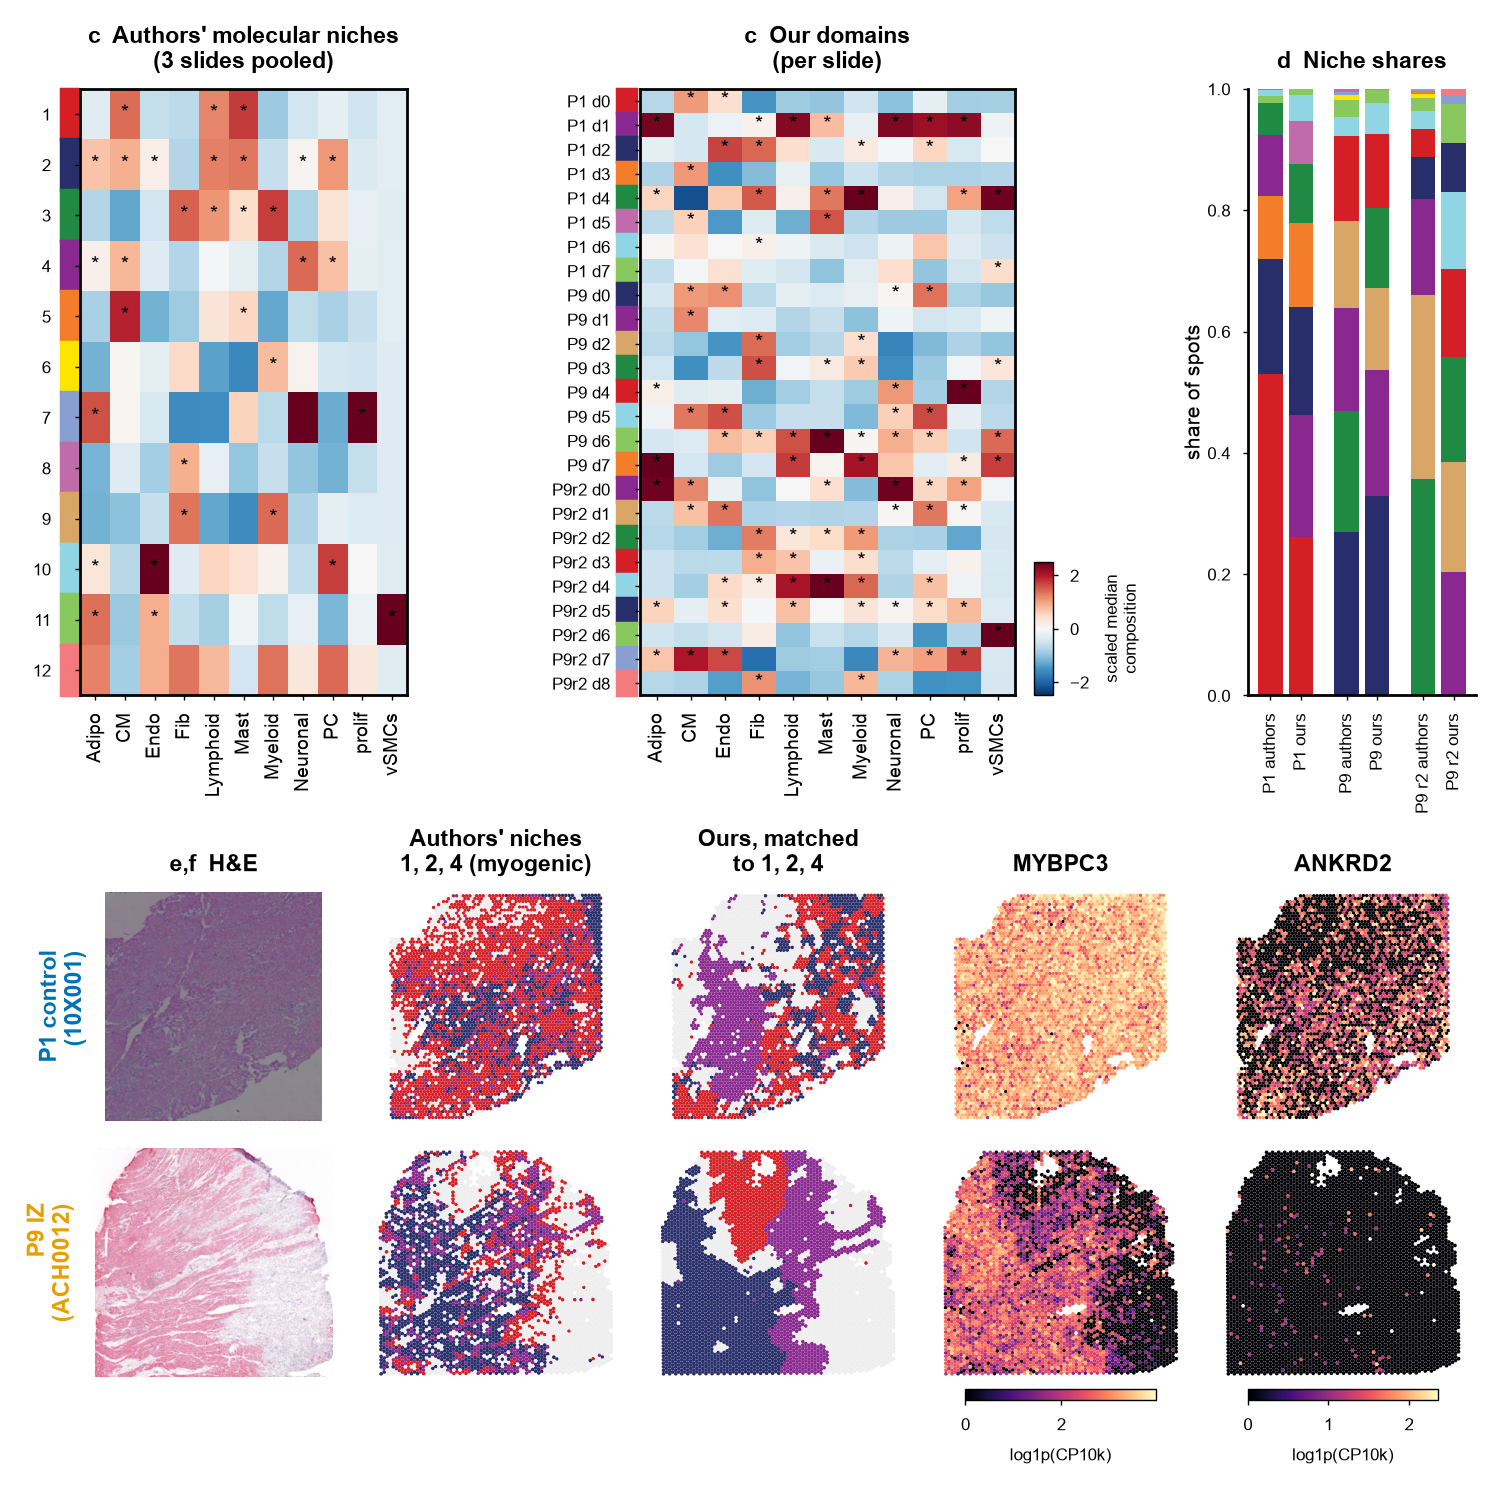 c Authors' molecular niches
(3 slides pooled)
1
2
3
4
5
6
7
8
9
10
11
12
Adipo
CM
Endo
Fib
Lymphoid
Mast
Myeloid
Neuronal
PC
prolif
vSMCs
c Our domains
(per slide)
P1 d0
P1 d1
P1 d2
P1 d3
P1 d4
P1 d5
P1 d6
P1 d7
P9 d0
P9 d1
P9 d2
P9 d3
P9 d4
P9 d5
P9 d6
P9 d7
P9r2 d0
P9r2 d1
P9r2 d2
P9r2 d3
P9r2 d4
P9r2 d5
P9r2 d6
P9r2 d7
P9r2 d8
Adipo
CM
Endo
Fib
Lymphoid
Mast
Myeloid
Neuronal
PC
prolif
vSMCs
2
0
−2
scaled median
composition
d Niche shares
share of spots
1.0
0.8
0.6
0.4
0.2
0.0
P1 authors
P1 ours
P9 authors
P9 ours
P9 r2 authors
P9 r2 ours
e,f H&E
Authors' niches
1, 2, 4 (myogenic)
Ours, matched
to 1, 2, 4
MYBPC3
ANKRD2
P1 control
(10X001)
P9 IZ
(ACH0012)
0
2
log1p(CP10k)
0
1
2
log1p(CP10k)